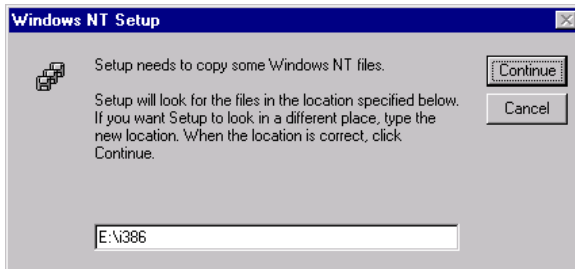 Windows NT Setup
Setup needs to copy some Windows NT files.
Continue
Setup will look for the files in the location specified below.
If you want Setup to look in a different place, type the
new location. When the location is correct, click
Continue.
Cancel
E:\i386